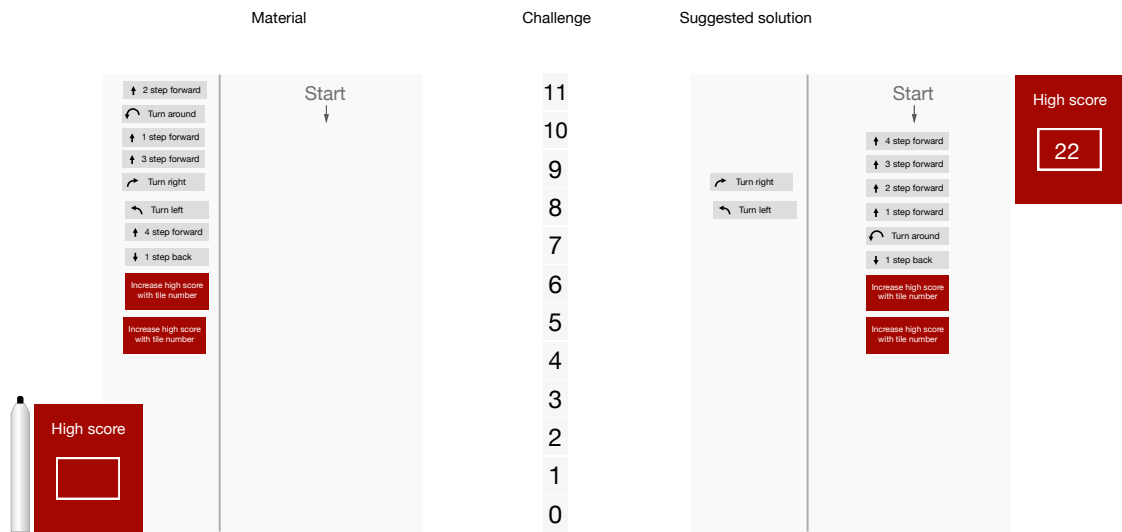 Material
2 step forward
Turn around
1 step forward
3 step forward
Turn right
Turn left
4 step forward
1 step back
Increase high score
with tile number
Increase high score
with tile number
Start
High score
Challenge
11
10
9
8
7
6
5
4
3
2
1
0
Suggested solution
Turn right
Turn left
Start
4 step forward
3 step forward
2 step forward
1 step forward
Turn around
1 step back
Increase high score
with tile number
Increase high score
with tile number
High score
22